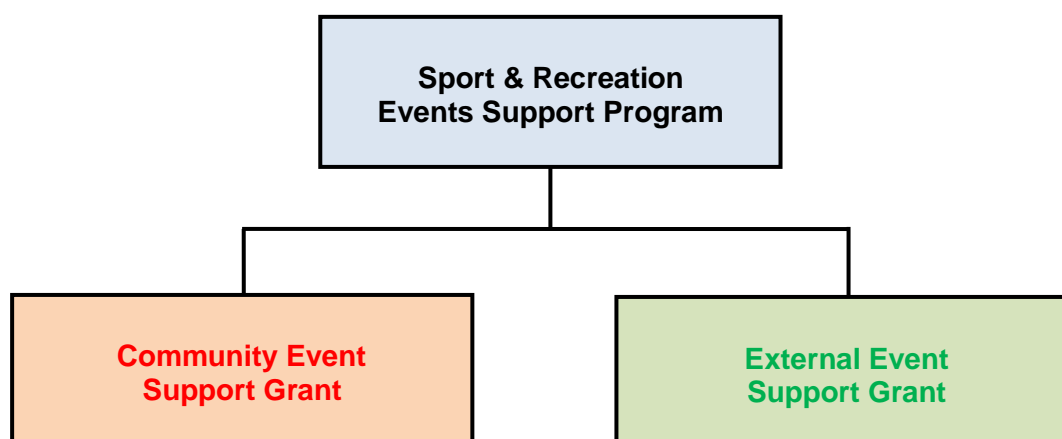 Sport & Recreation
Events Support Program
Community Event
Support Grant
External Event
Support Grant